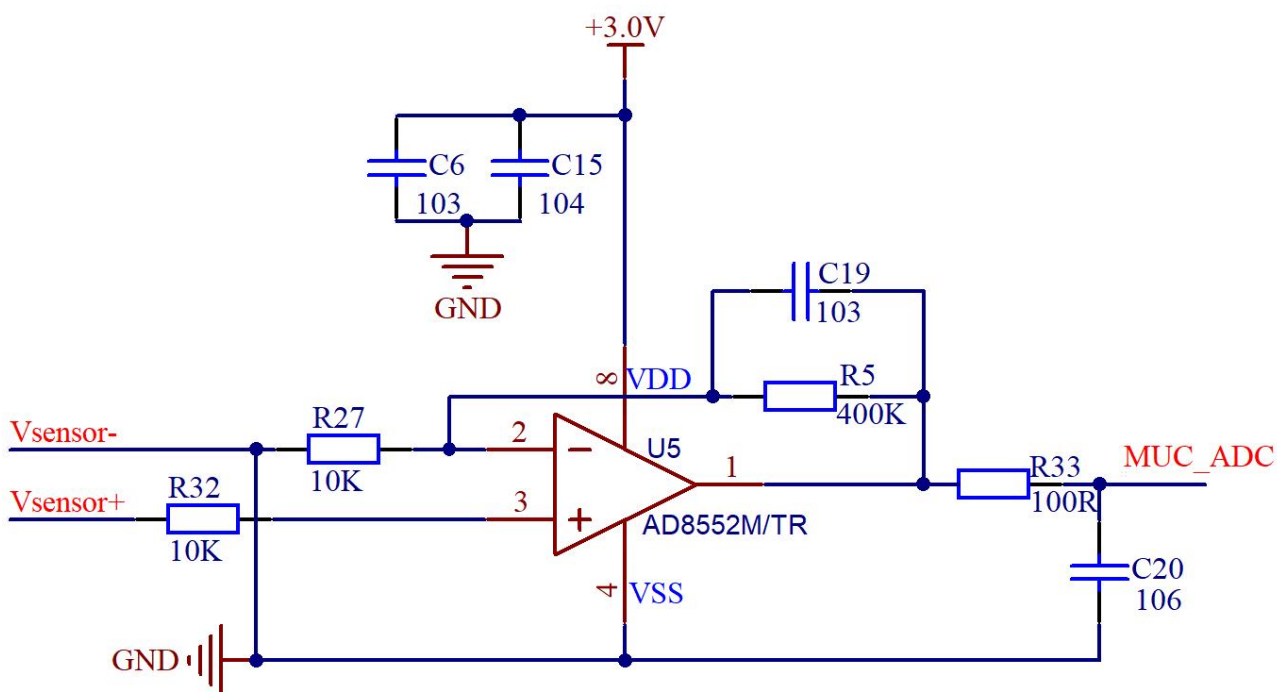 +3.0V
C6
103
C15
104
GND
C19
103
8
VDD
R5
400K
Vsensor-
R27
10K
2
U5
1
MUC_ADC
Vsensor+
R32
10K
3
AD8552M/TR
R33
100R
4
VSS
C20
106
GND